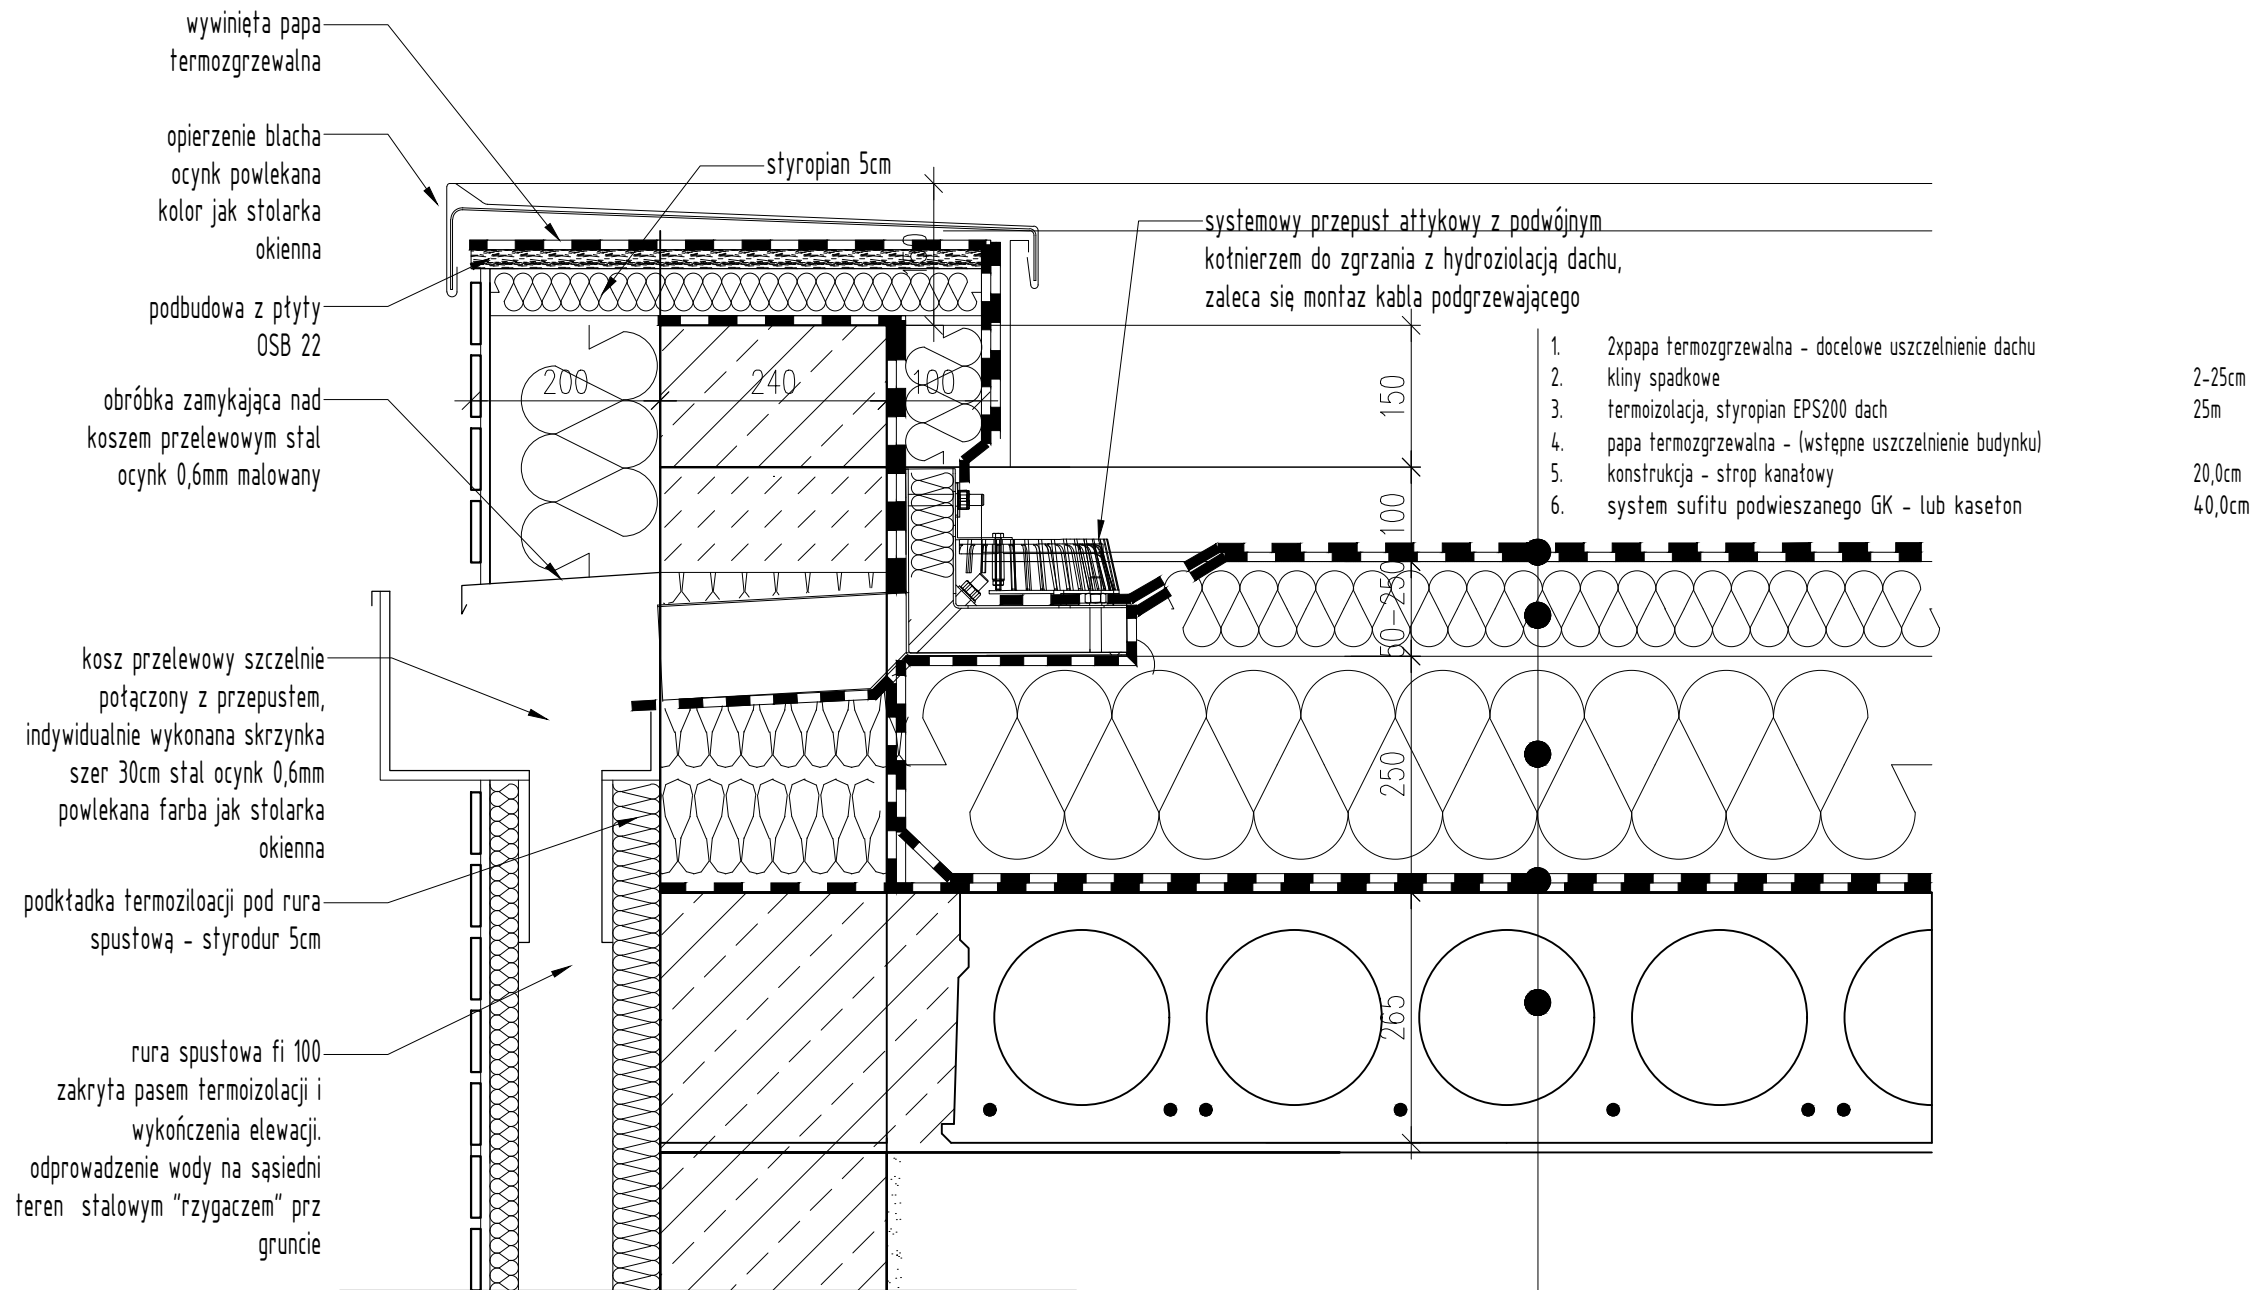 wywinięta papa
termozgrzewalna
opierzenie blacha
ocynk powlekana
kolor jak stolarka
okienna
podbudowa z płyty
OSB 22
obróbka zamykająca nad
koszem przelewowym stal
ocynk 0,6mm malowany
kosz przelewowy szczelnie
połączony z przepustem,
indywidualnie wykonana skrzynka
szer 30cm stal ocynk 0,6mm
powlekana farba jak stolarka
okienna
podkładka termoziloacji pod rura
spustową - styrodur 5cm
rura spustowa fi 100
zakryta pasem termoizolacji i
wykończenia elewacji.
odprowadzenie wody na sąsiedni
teren stalowym "rzygaczem" prz
gruncie
styropian 5cm
systemowy przepust attykowy z podwójnym
kołnierzem do zgrzania z hydroziolacją dachu,
zaleca się montaz kabla podgrzewającego
1. 2xpapa termozgrzewalna - docelowe uszczelnienie dachu
2. kliny spadkowe 2-25cm
3. termoizolacja, styropian EPS200 dach 25m
4. papa termozgrzewalna - (wstępne uszczelnienie budynku)
5. konstrukcja - strop kanałowy 20,0cm
6. system sufitu podwieszanego GK - lub kaseton 40,0cm
200
240
100
150
100
50-250
250
265